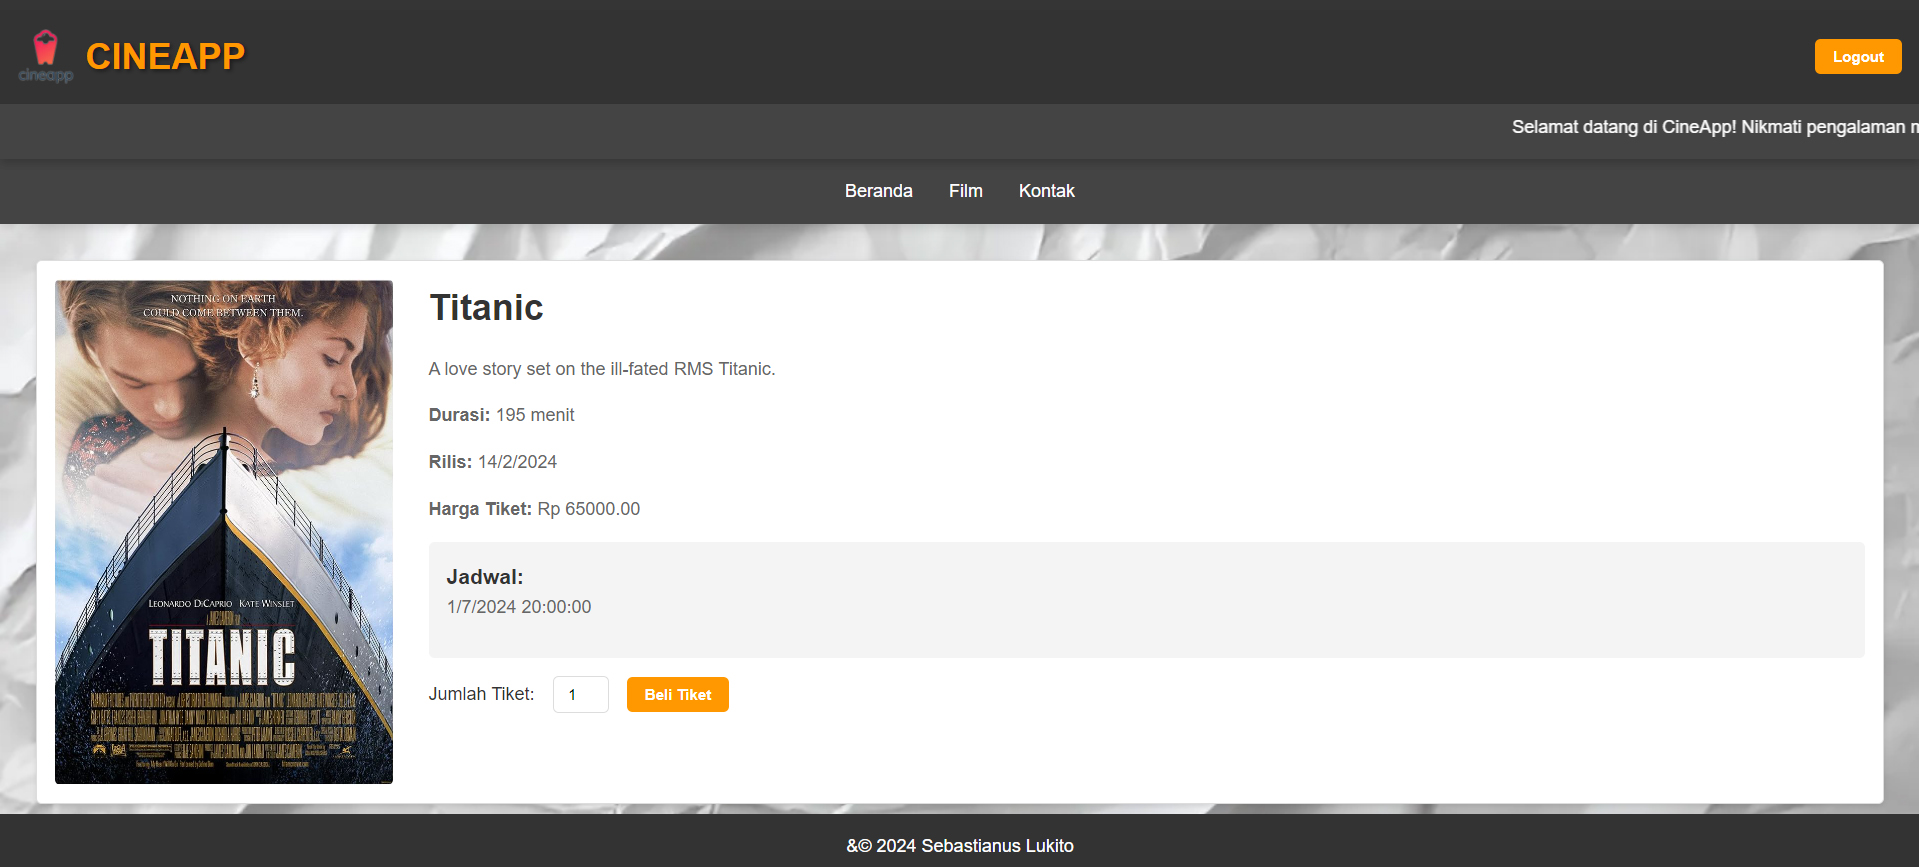 cineapp
CINEAPP
Logout
Selamat datang di CineApp! Nikmati pengalaman
Beranda Film Kontak
NOTHING ON EARTH
COULD COME BETWEEN THEM.
LEONARDO DICAPRIO KATE WINSLET
A JAMES CAMERON FILM
TITANIC
Titanic
A love story set on the ill-fated RMS Titanic.
Durasi: 195 menit
Rilis: 14/2/2024
Harga Tiket: Rp 65000.00
Jadwal:
1/7/2024 20:00:00
Jumlah Tiket: 1 Beli Tiket
&© 2024 Sebastianus Lukito